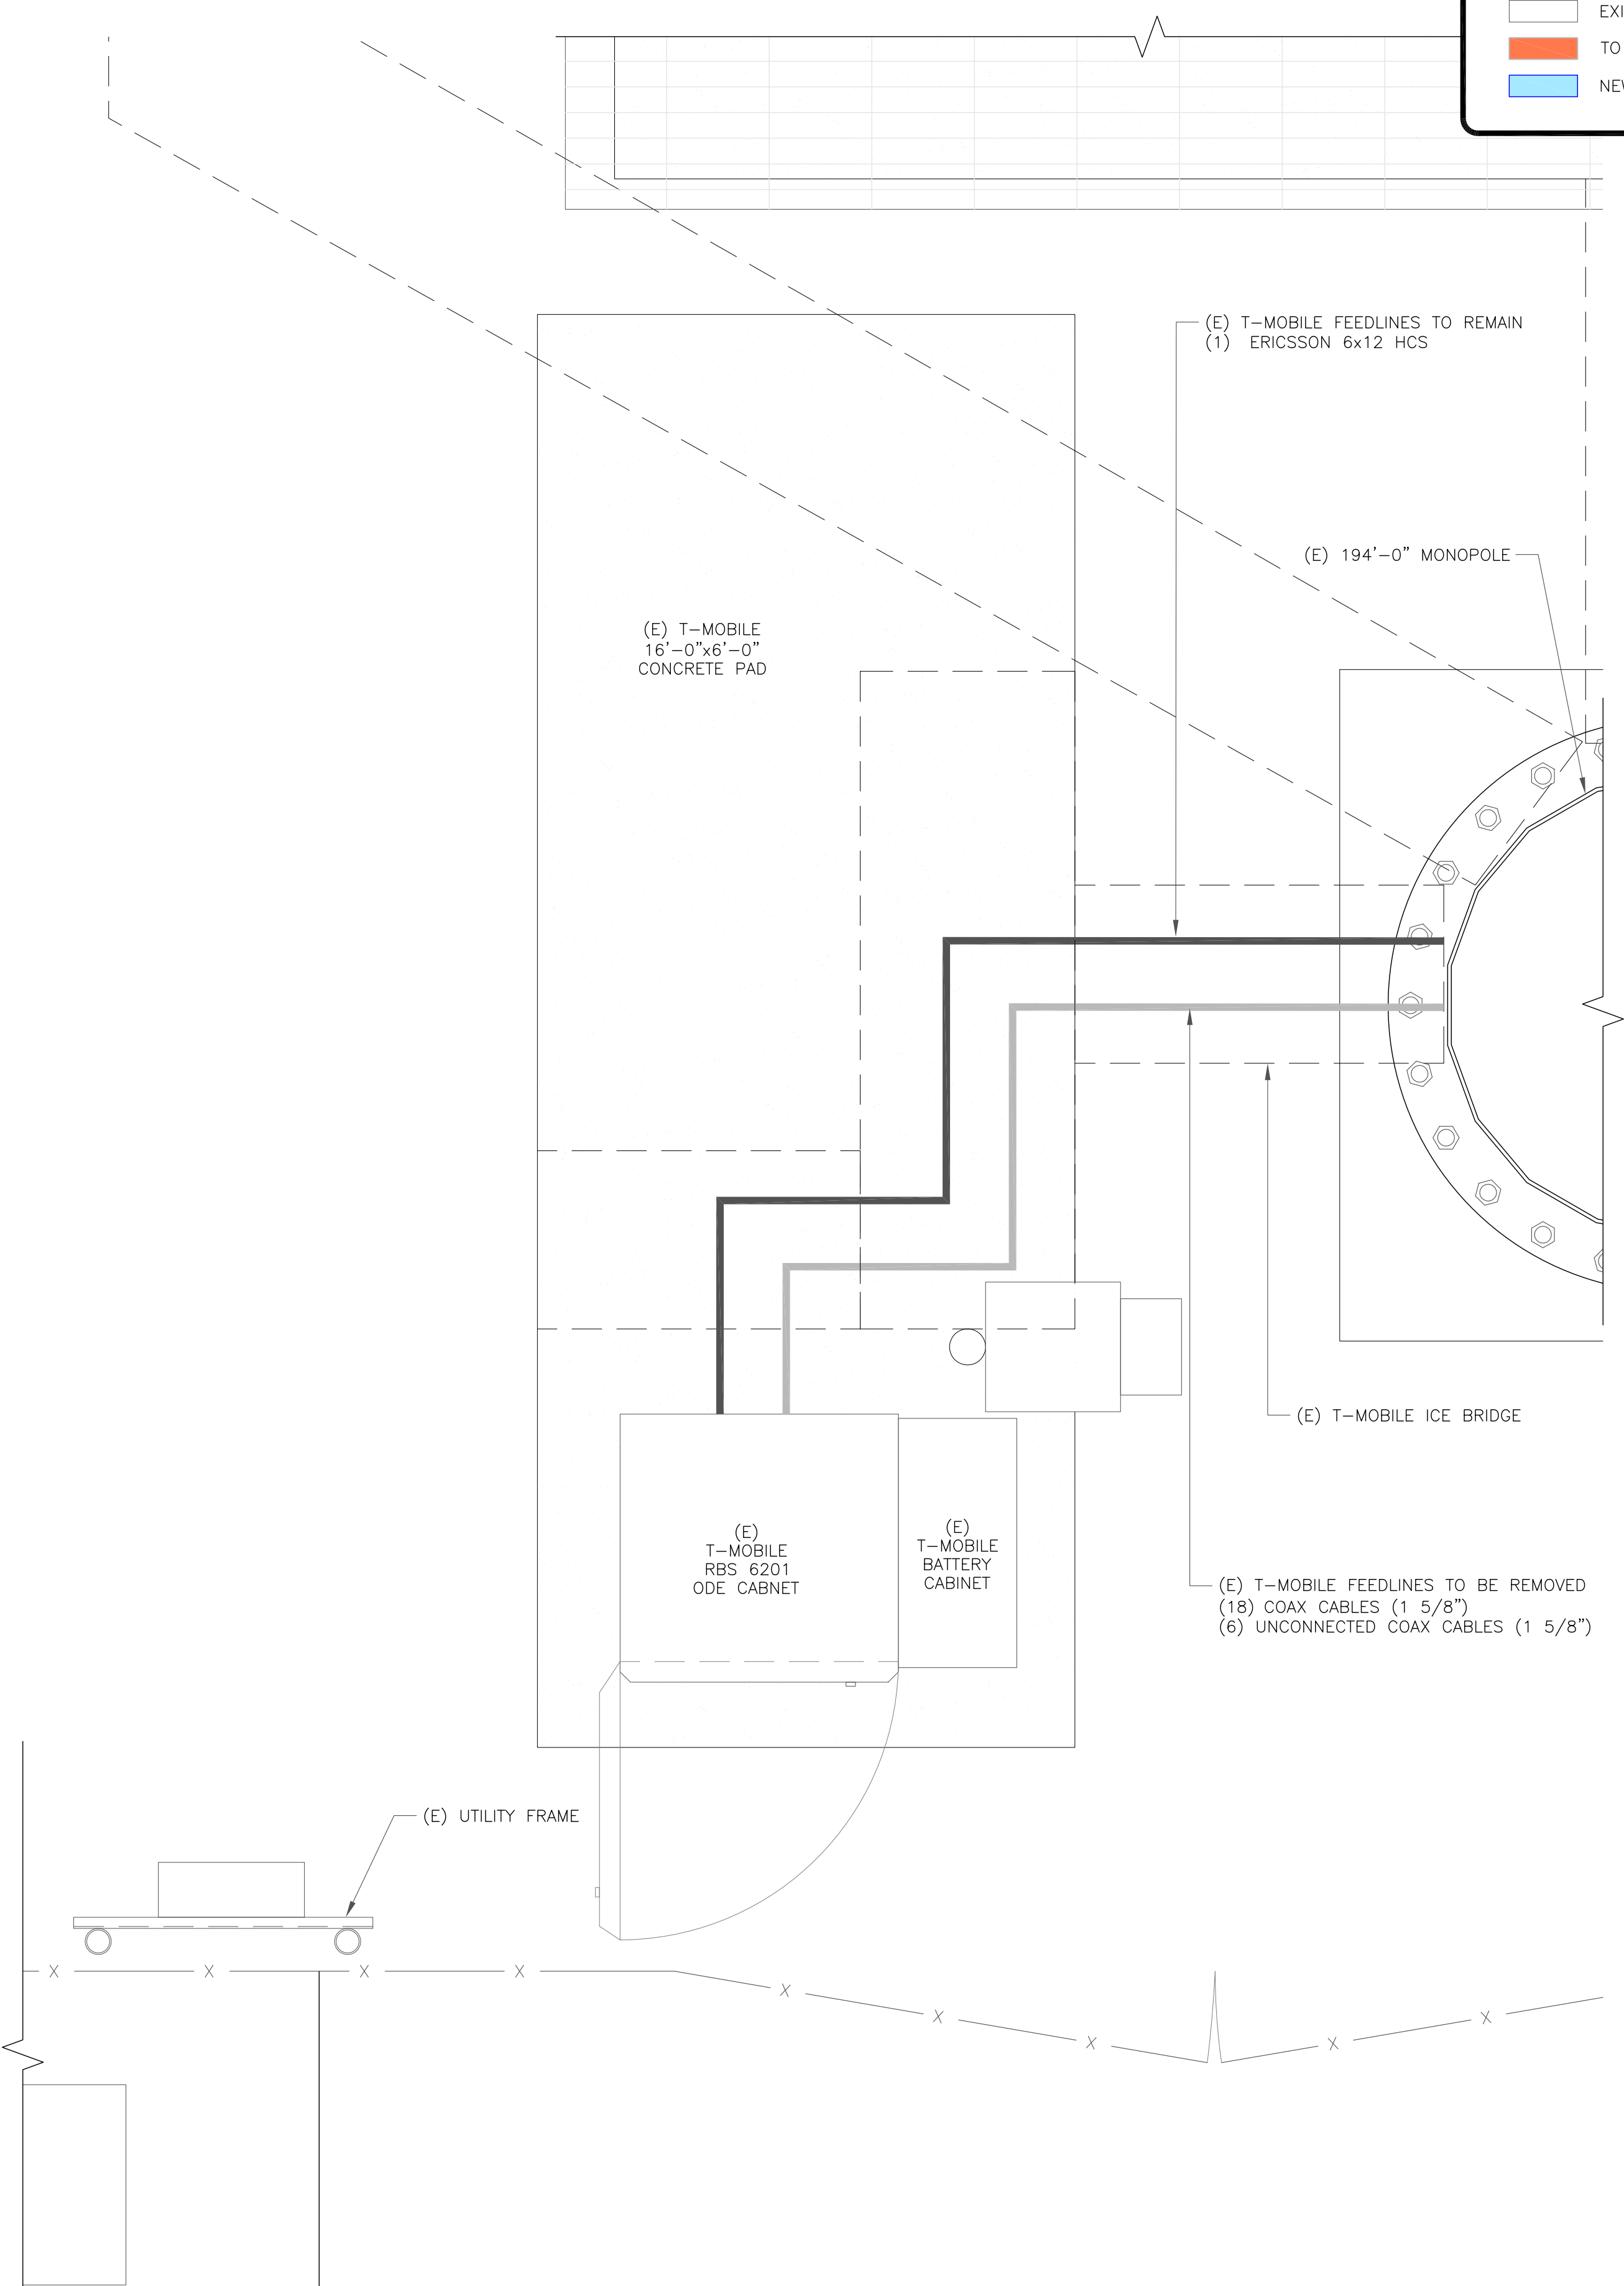 TO
(E) T-MOBILE FEEDLINES TO REMAIN
(1) ERICSSON 6x12 HCS
(E) 194'-0" MONOPOLE
(E) T-MOBILE
16'-0"x6'-0"
CONCRETE PAD
(E) T-MOBILE ICE BRIDGE
(E)
T-MOBILE
RBS 6201
ODE CABNET
(E)
T-MOBILE
BATTERY
CABINET
(E) T-MOBILE FEEDLINES TO BE REMOVED
(18) COAX CABLES (1 5/8")
(6) UNCONNECTED COAX CABLES (1 5/8")
(E) UTILITY FRAME